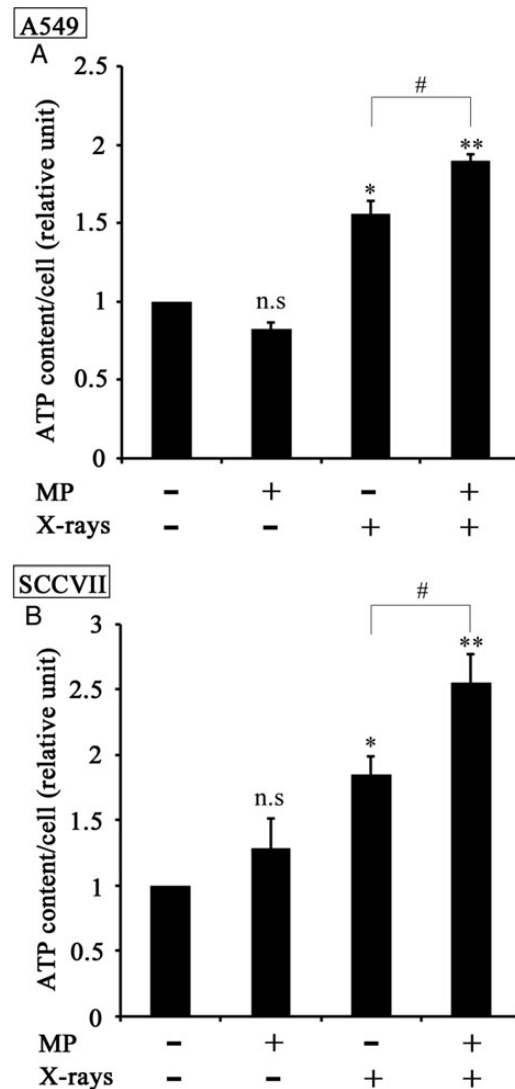 A549
A
ATP content/cell (relative unit)
2.5
2
1.5
1
0.5
0
n.s
*
#
**
MP - + - +
X-rays - - + +
SCCVII
B
ATP content/cell (relative unit)
3
2.5
2
1.5
1
0.5
0
n.s
*
#
**
MP - + - +
X-rays - - + +